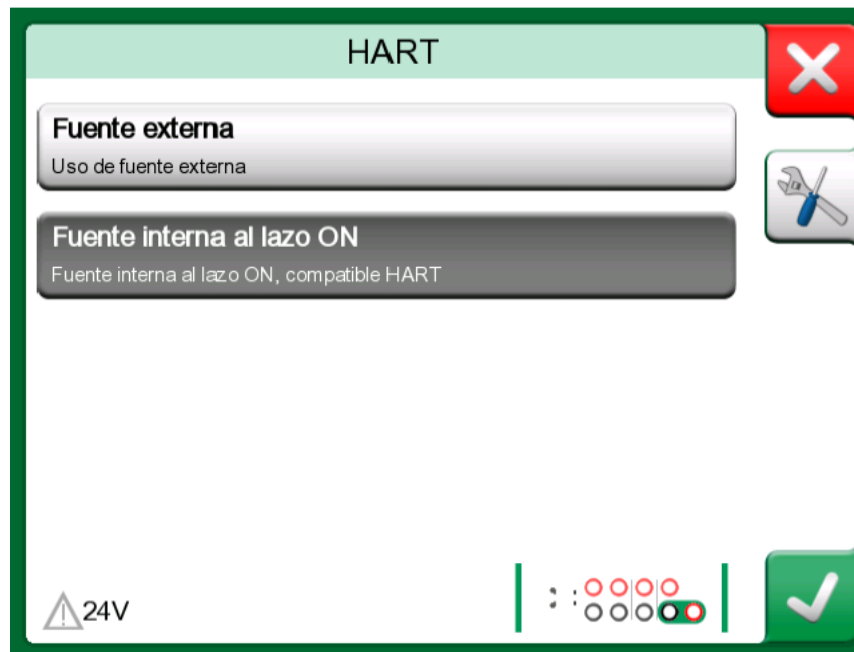 HART
Fuente externa
Uso de fuente externa
Fuente interna al lazo ON
Fuente interna al lazo ON, compatible HART
24V